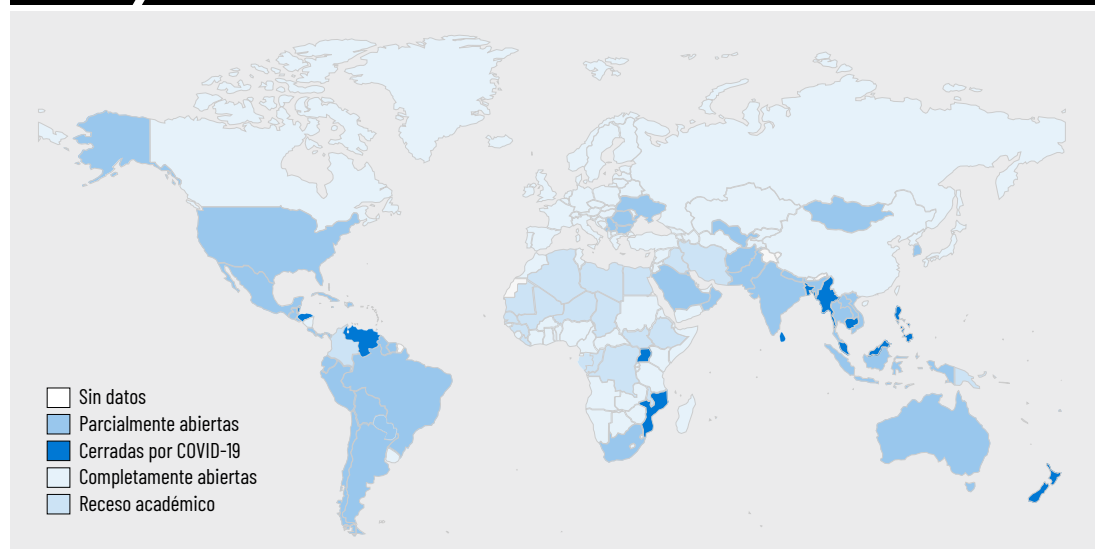 Sin datos
Parcialmente abiertas
Cerradas por COVID-19
Completamente abiertas
Receso académico